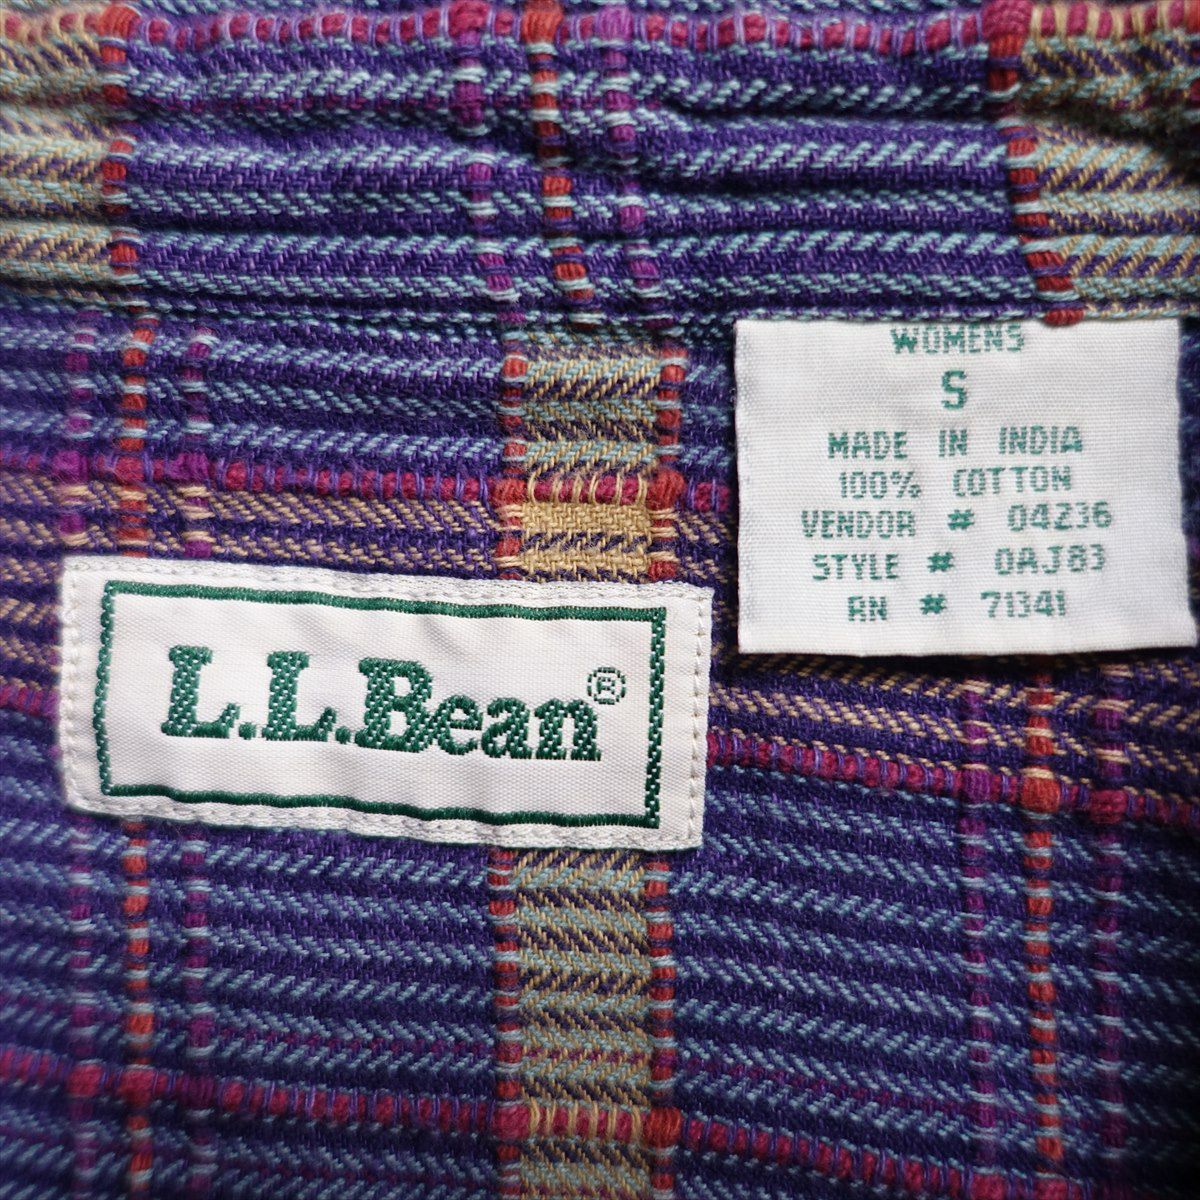 WOMENS
S
MADE IN INDIA
100% COTTON
VENDOR # 04236
STYLE # 0AJ83
RN # 71341
L.L.Bean®